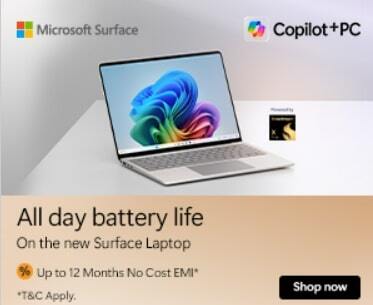 Microsoft Surface
Copilot+PC
Powered by
Snapdragon
X
All day battery life
On the new Surface Laptop
% Up to 12 Months No Cost EMI*
*T&C Apply.
Shop now